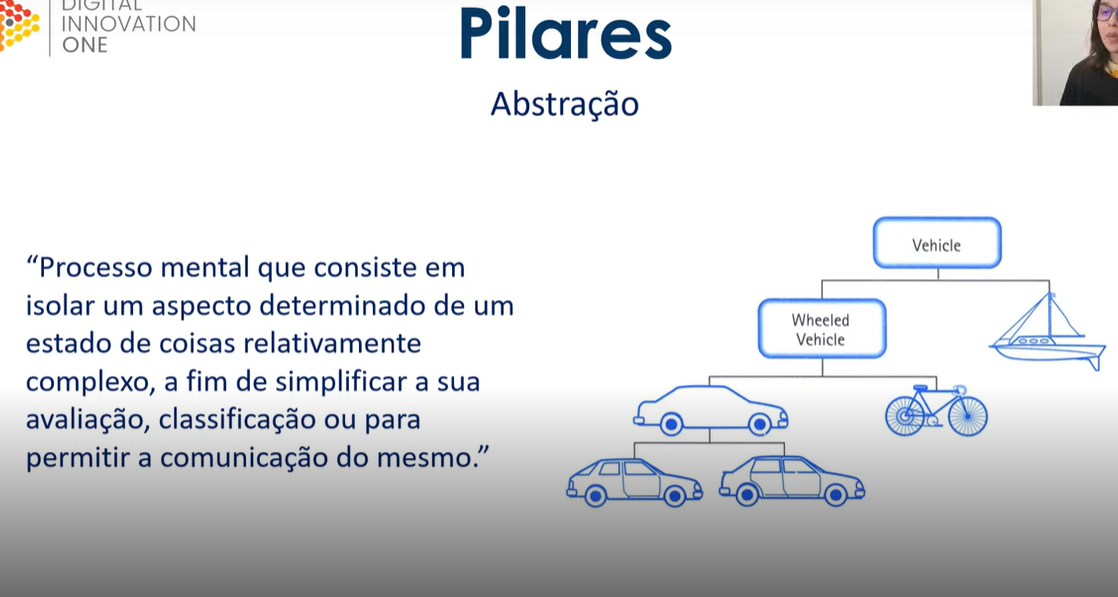 DIGITAL
INNOVATION
ONE
Pilares
Abstração
“Processo mental que consiste em
isolar um aspecto determinado de um
estado de coisas relativamente
complexo, a fim de simplificar a sua
avaliação, classificação ou para
permitir a comunicação do mesmo.”
Vehicle
Wheeled
Vehicle